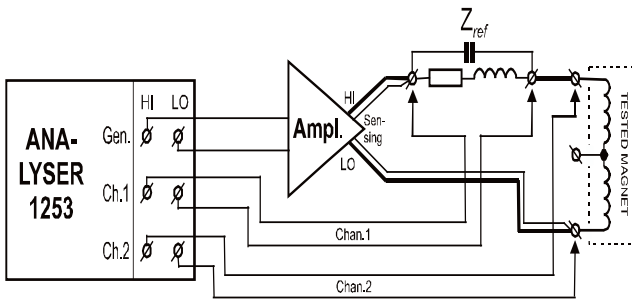 Z ref
HI LO
HI
Sen-
sing
Ampl.
LO
ANA-
LYSER
1253
Gen.
Ch.1
Ch.2
Chan.1
Chan.2
TESTED MAGNET